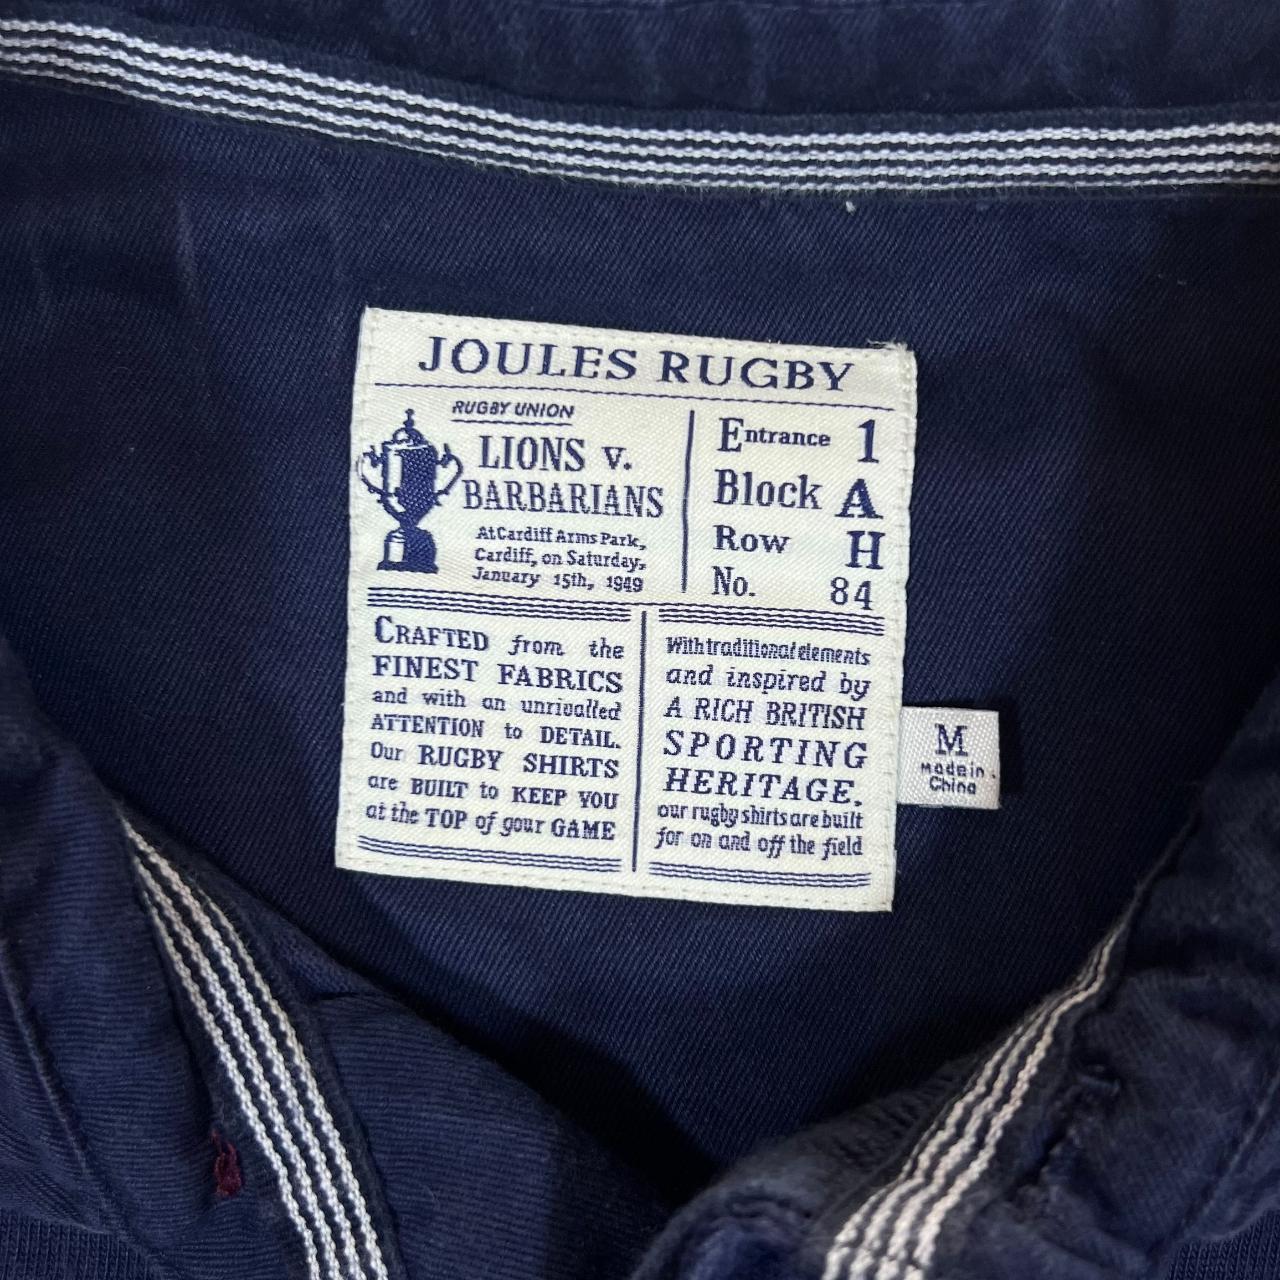 JOULES RUGBY
RUGBY UNION
LIONS v.
BARBARIANS
At Cardiff Arms Park,
Cardiff, on Saturday,
January 15th, 1949
Entrance 1
Block A
Row H
No. 84
CRAFTED from the
FINEST FABRICS
and with an unrivalled
ATTENTION to DETAIL.
Our RUGBY SHIRTS
are BUILT to KEEP YOU
at the TOP of your GAME
With traditional elements
and inspired by
A RICH BRITISH
SPORTING
HERITAGE.
our rugby shirts are built
for on and off the field
M
Made in
China